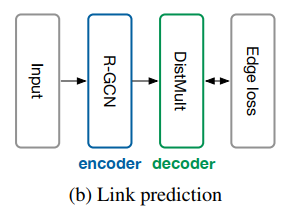 Input
R-GCN
DistMult
Edge loss
encoder decoder
(b) Link prediction